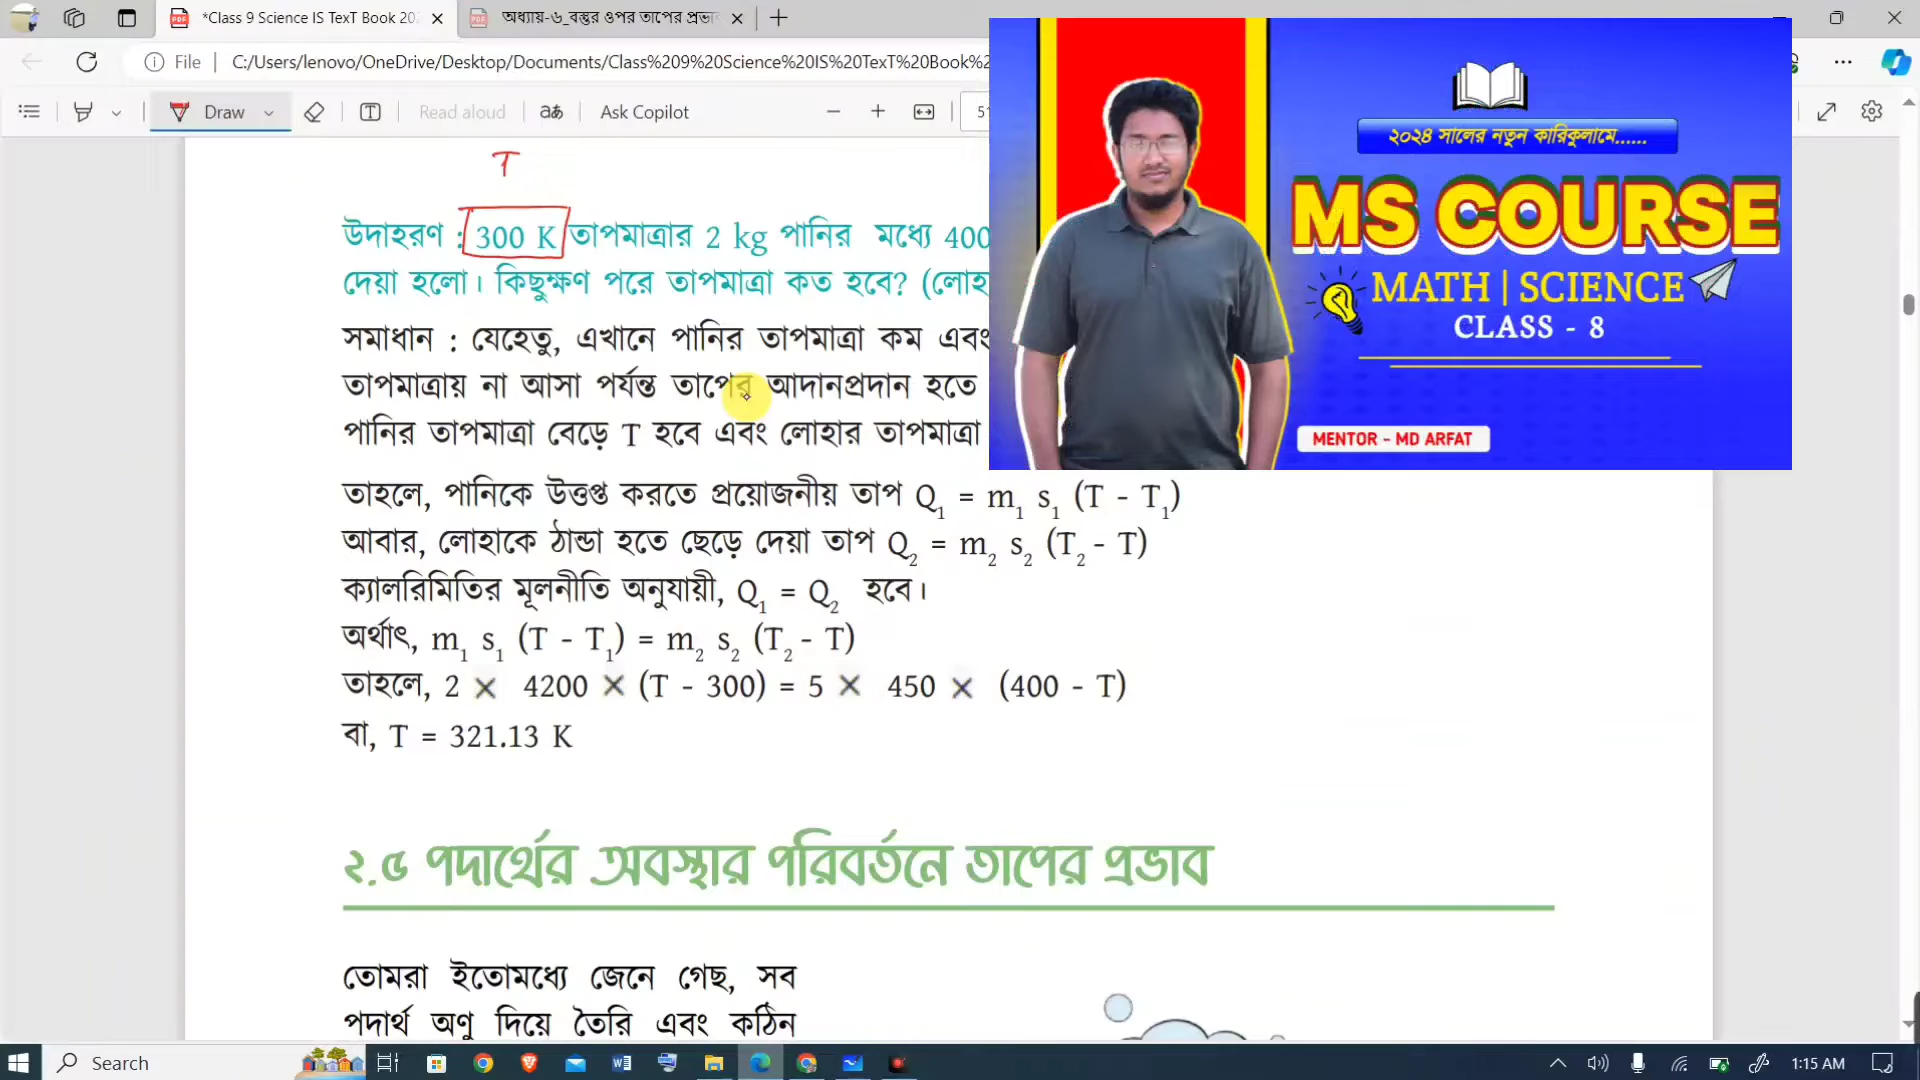 *Class 9 Science IS TexT Book 202
অধ্যায়-৬_বস্তুর ওপর তাপের প্রভাব
File
C:/Users/lenovo/OneDrive/Desktop/Documents/Class%209%20Science%20IS%20TexT%20Book%2
Draw
Read aloud
Ask Copilot
51
T
উদাহরণ : 300 K তাপমাত্রার 2 kg পানির মধ্যে 400
দেয়া হলো। কিছুক্ষণ পরে তাপমাত্রা কত হবে? (লোহ
সমাধান : যেহেতু, এখানে পানির তাপমাত্রা কম এবং
তাপমাত্রায় না আসা পর্যন্ত তাপের আদানপ্রদান হতে
পানির তাপমাত্রা বেড়ে T হবে এবং লোহার তাপমাত্রা
তাহলে, পানিকে উত্তপ্ত করতে প্রয়োজনীয় তাপ Q₁ = m₁ s₁ (T - T₁)
আবার, লোহাকে ঠান্ডা হতে ছেড়ে দেয়া তাপ Q₂ = m₂ s₂ (T₂ - T)
ক্যালরিমিতির মূলনীতি অনুযায়ী, Q₁ = Q₂ হবে।
অর্থাৎ, m₁ s₁ (T - T₁) = m₂ s₂ (T₂ - T)
তাহলে, 2 × 4200 × (T - 300) = 5 × 450 × (400 - T)
বা, T = 321.13 K
২.৫ পদার্থের অবস্থার পরিবর্তনে তাপের প্রভাব
তোমরা ইতোমধ্যে জেনে গেছ, সব
পদার্থ অণু দিয়ে তৈরি এবং কঠিন
২০২৪ সালের নতুন কারিকুলামে......
MS COURSE
MATH | SCIENCE
CLASS - 8
MENTOR - MD ARFAT
Search
1:15 AM